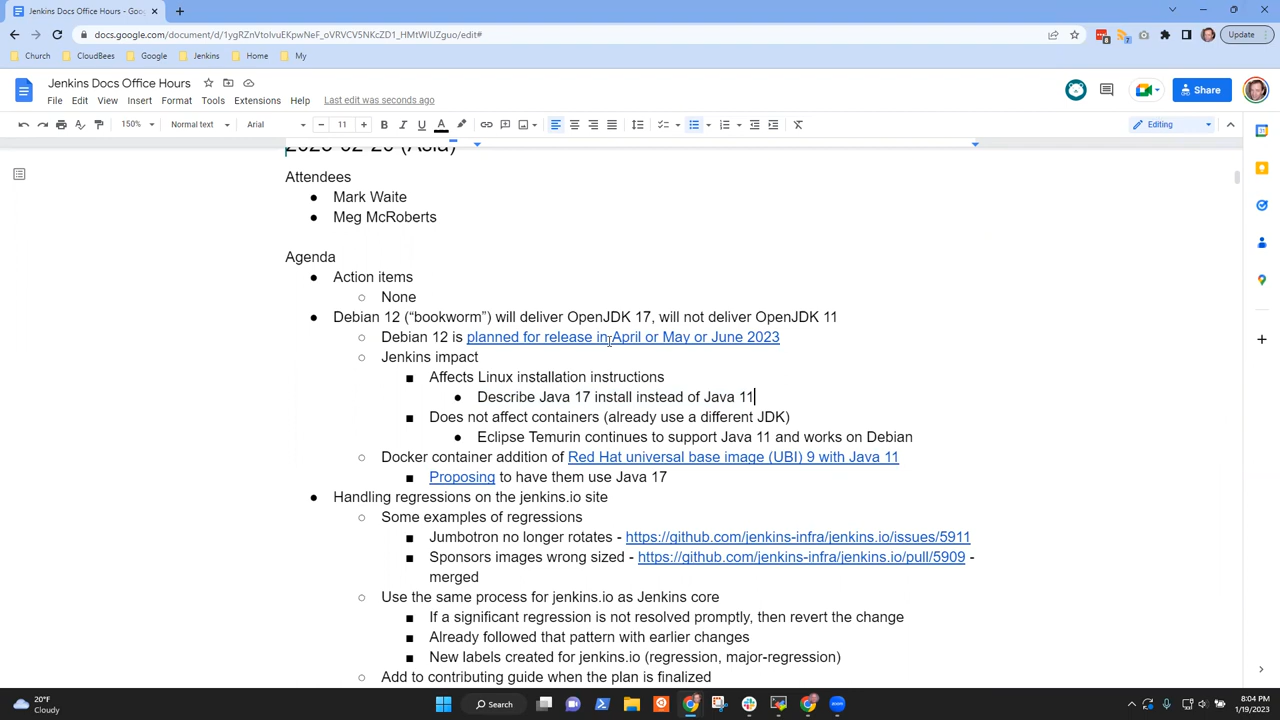 Jenkins Docs Office Hours - Goo
docs.google.com/document/d/1ygRZnVtoIvuEKpwNeF_oVRVCV5NKcZD1_HMtWIUZguo/edit#
Update
Church
CloudBees
Google
Jenkins
Home
My
Jenkins Docs Office Hours
File Edit View Insert Format Tools Extensions Help Last edit was seconds ago
Share
150% Normal text Arial 11 Editing
(Asia)
Attendees
● Mark Waite
● Meg McRoberts
Agenda
● Action items
○ None
● Debian 12 (“bookworm”) will deliver OpenJDK 17, will not deliver OpenJDK 11
○ Debian 12 is planned for release in April or May or June 2023
○ Jenkins impact
■ Affects Linux installation instructions
● Describe Java 17 install instead of Java 11
■ Does not affect containers (already use a different JDK)
● Eclipse Temurin continues to support Java 11 and works on Debian
○ Docker container addition of Red Hat universal base image (UBI) 9 with Java 11
■ Proposing to have them use Java 17
● Handling regressions on the jenkins.io site
○ Some examples of regressions
■ Jumbotron no longer rotates - https://github.com/jenkins-infra/jenkins.io/issues/5911
■ Sponsors images wrong sized - https://github.com/jenkins-infra/jenkins.io/pull/5909 -
merged
○ Use the same process for jenkins.io as Jenkins core
■ If a significant regression is not resolved promptly, then revert the change
■ Already followed that pattern with earlier changes
■ New labels created for jenkins.io (regression, major-regression)
○ Add to contributing guide when the plan is finalized
20°F
Cloudy
Search
8:04 PM
1/19/2023